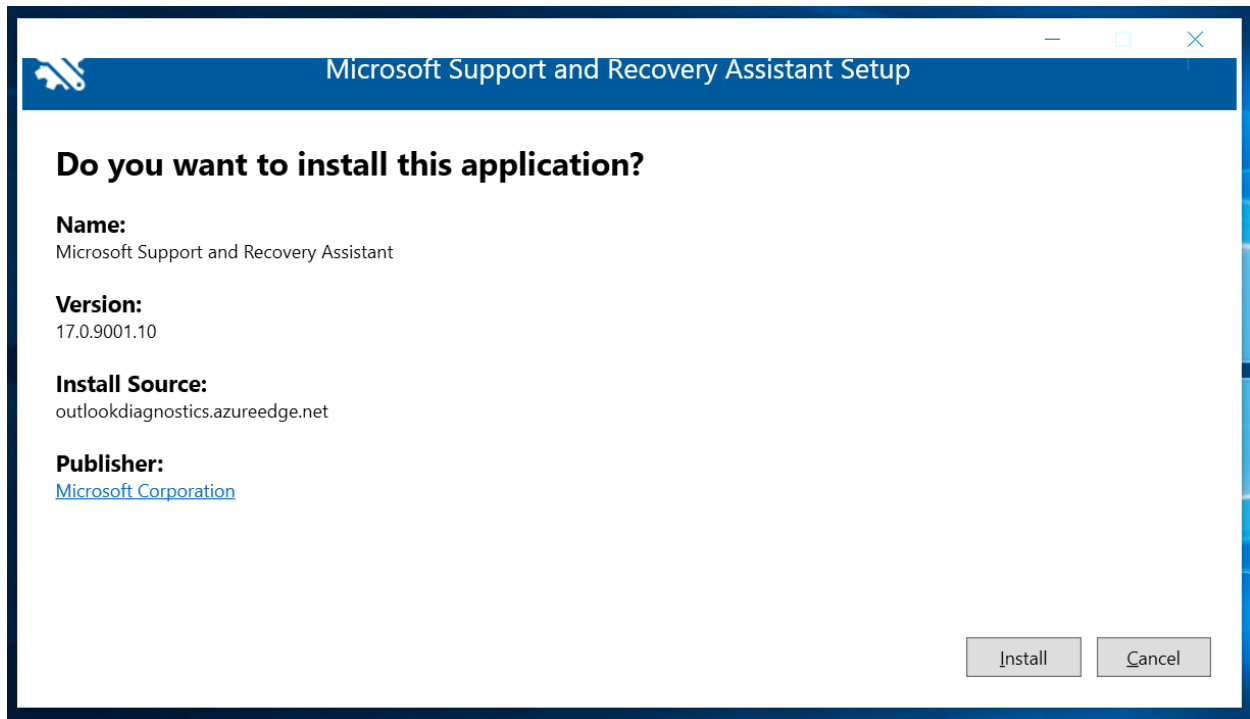 Microsoft Support and Recovery Assistant Setup
Do you want to install this application?
Name:
Microsoft Support and Recovery Assistant
Version:
17.0.9001.10
Install Source:
outlookdiagnostics.azureedge.net
Publisher:
Microsoft Corporation
Install Cancel